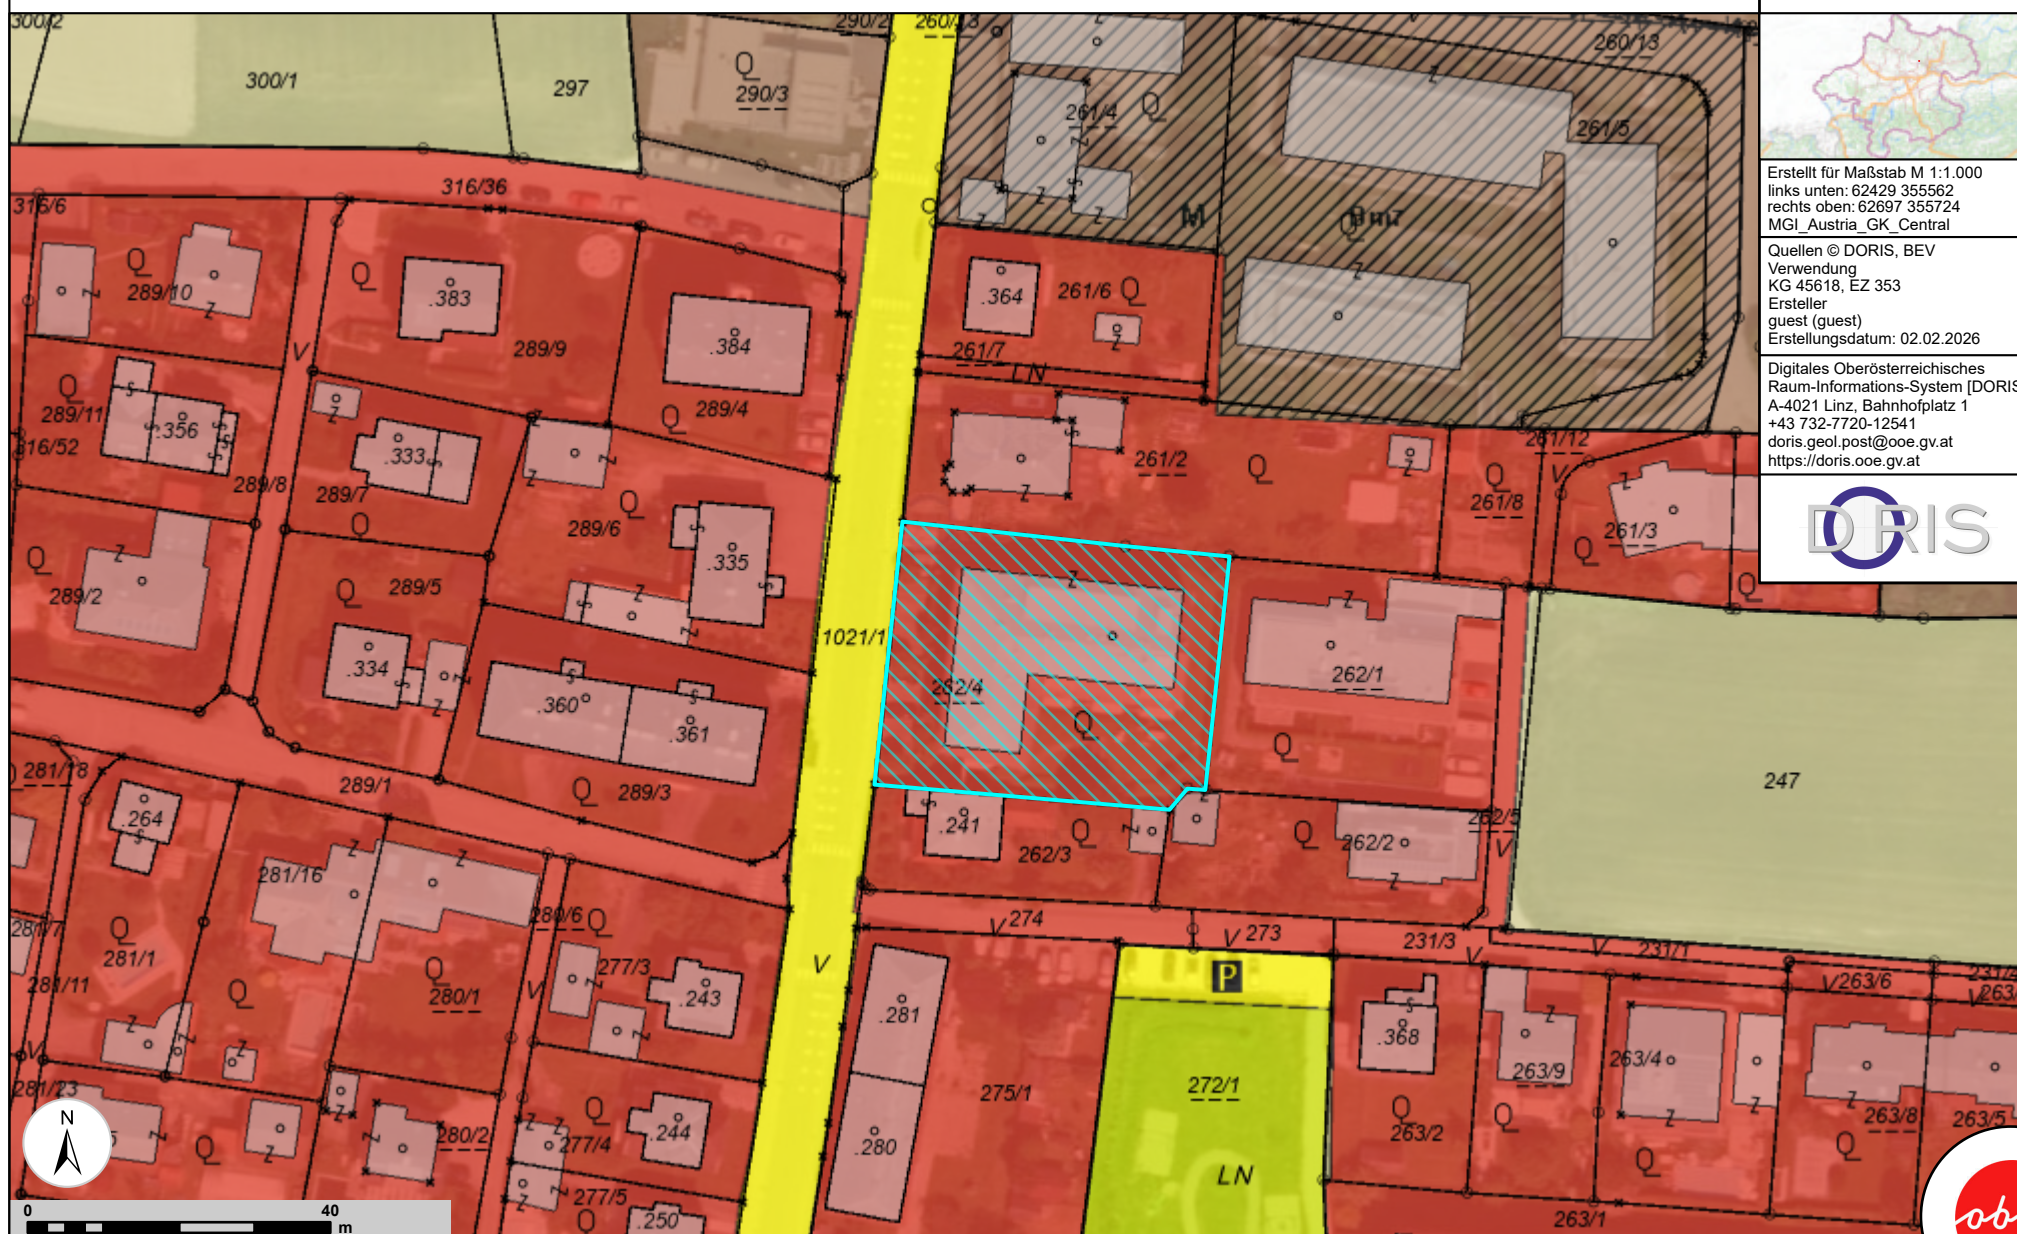 300/2
290/2
260/13
260/13
300/1
297
290/3
261/4
261/5
316/36
316/6
M
289/10
.383
.384
289/9
.364
261/6
261/7
LN
289/11
.356
289/4
316/52
.333
289/8
289/7
289/6
261/2
261/12
V
261/8
261/3
.335
289/2
289/5
.334
1021/1
262/4
262/1
.360
.361
281/18
289/1
289/3
247
.264
.241
262/3
262/2
262/5
V
281/16
280/6
V 274
V 273
231/3
V
V
231/1
281/7
281/1
281/11
280/1
277/3
.243
V
V
P
V 263/6
.281
.368
263/9
263/4
275/1
272/1
281/23
280/2
277/4
.244
.280
263/2
263/8
263/5
LN
277/5
.250
263/1
N
0 40
m
Erstellt für Maßstab M 1:1.000
links unten: 62429 355562
rechts oben: 62697 355724
MGI_Austria_GK_Central
Quellen © DORIS, BEV
Verwendung
KG 45618, EZ 353
Ersteller
guest (guest)
Erstellungsdatum: 02.02.2026
Digitales Oberösterreichisches
Raum-Informations-System [DORIS
A-4021 Linz, Bahnhofplatz 1
+43 732-7720-12541
doris.geol.post@ooe.gv.at
https://doris.ooe.gv.at
DORIS